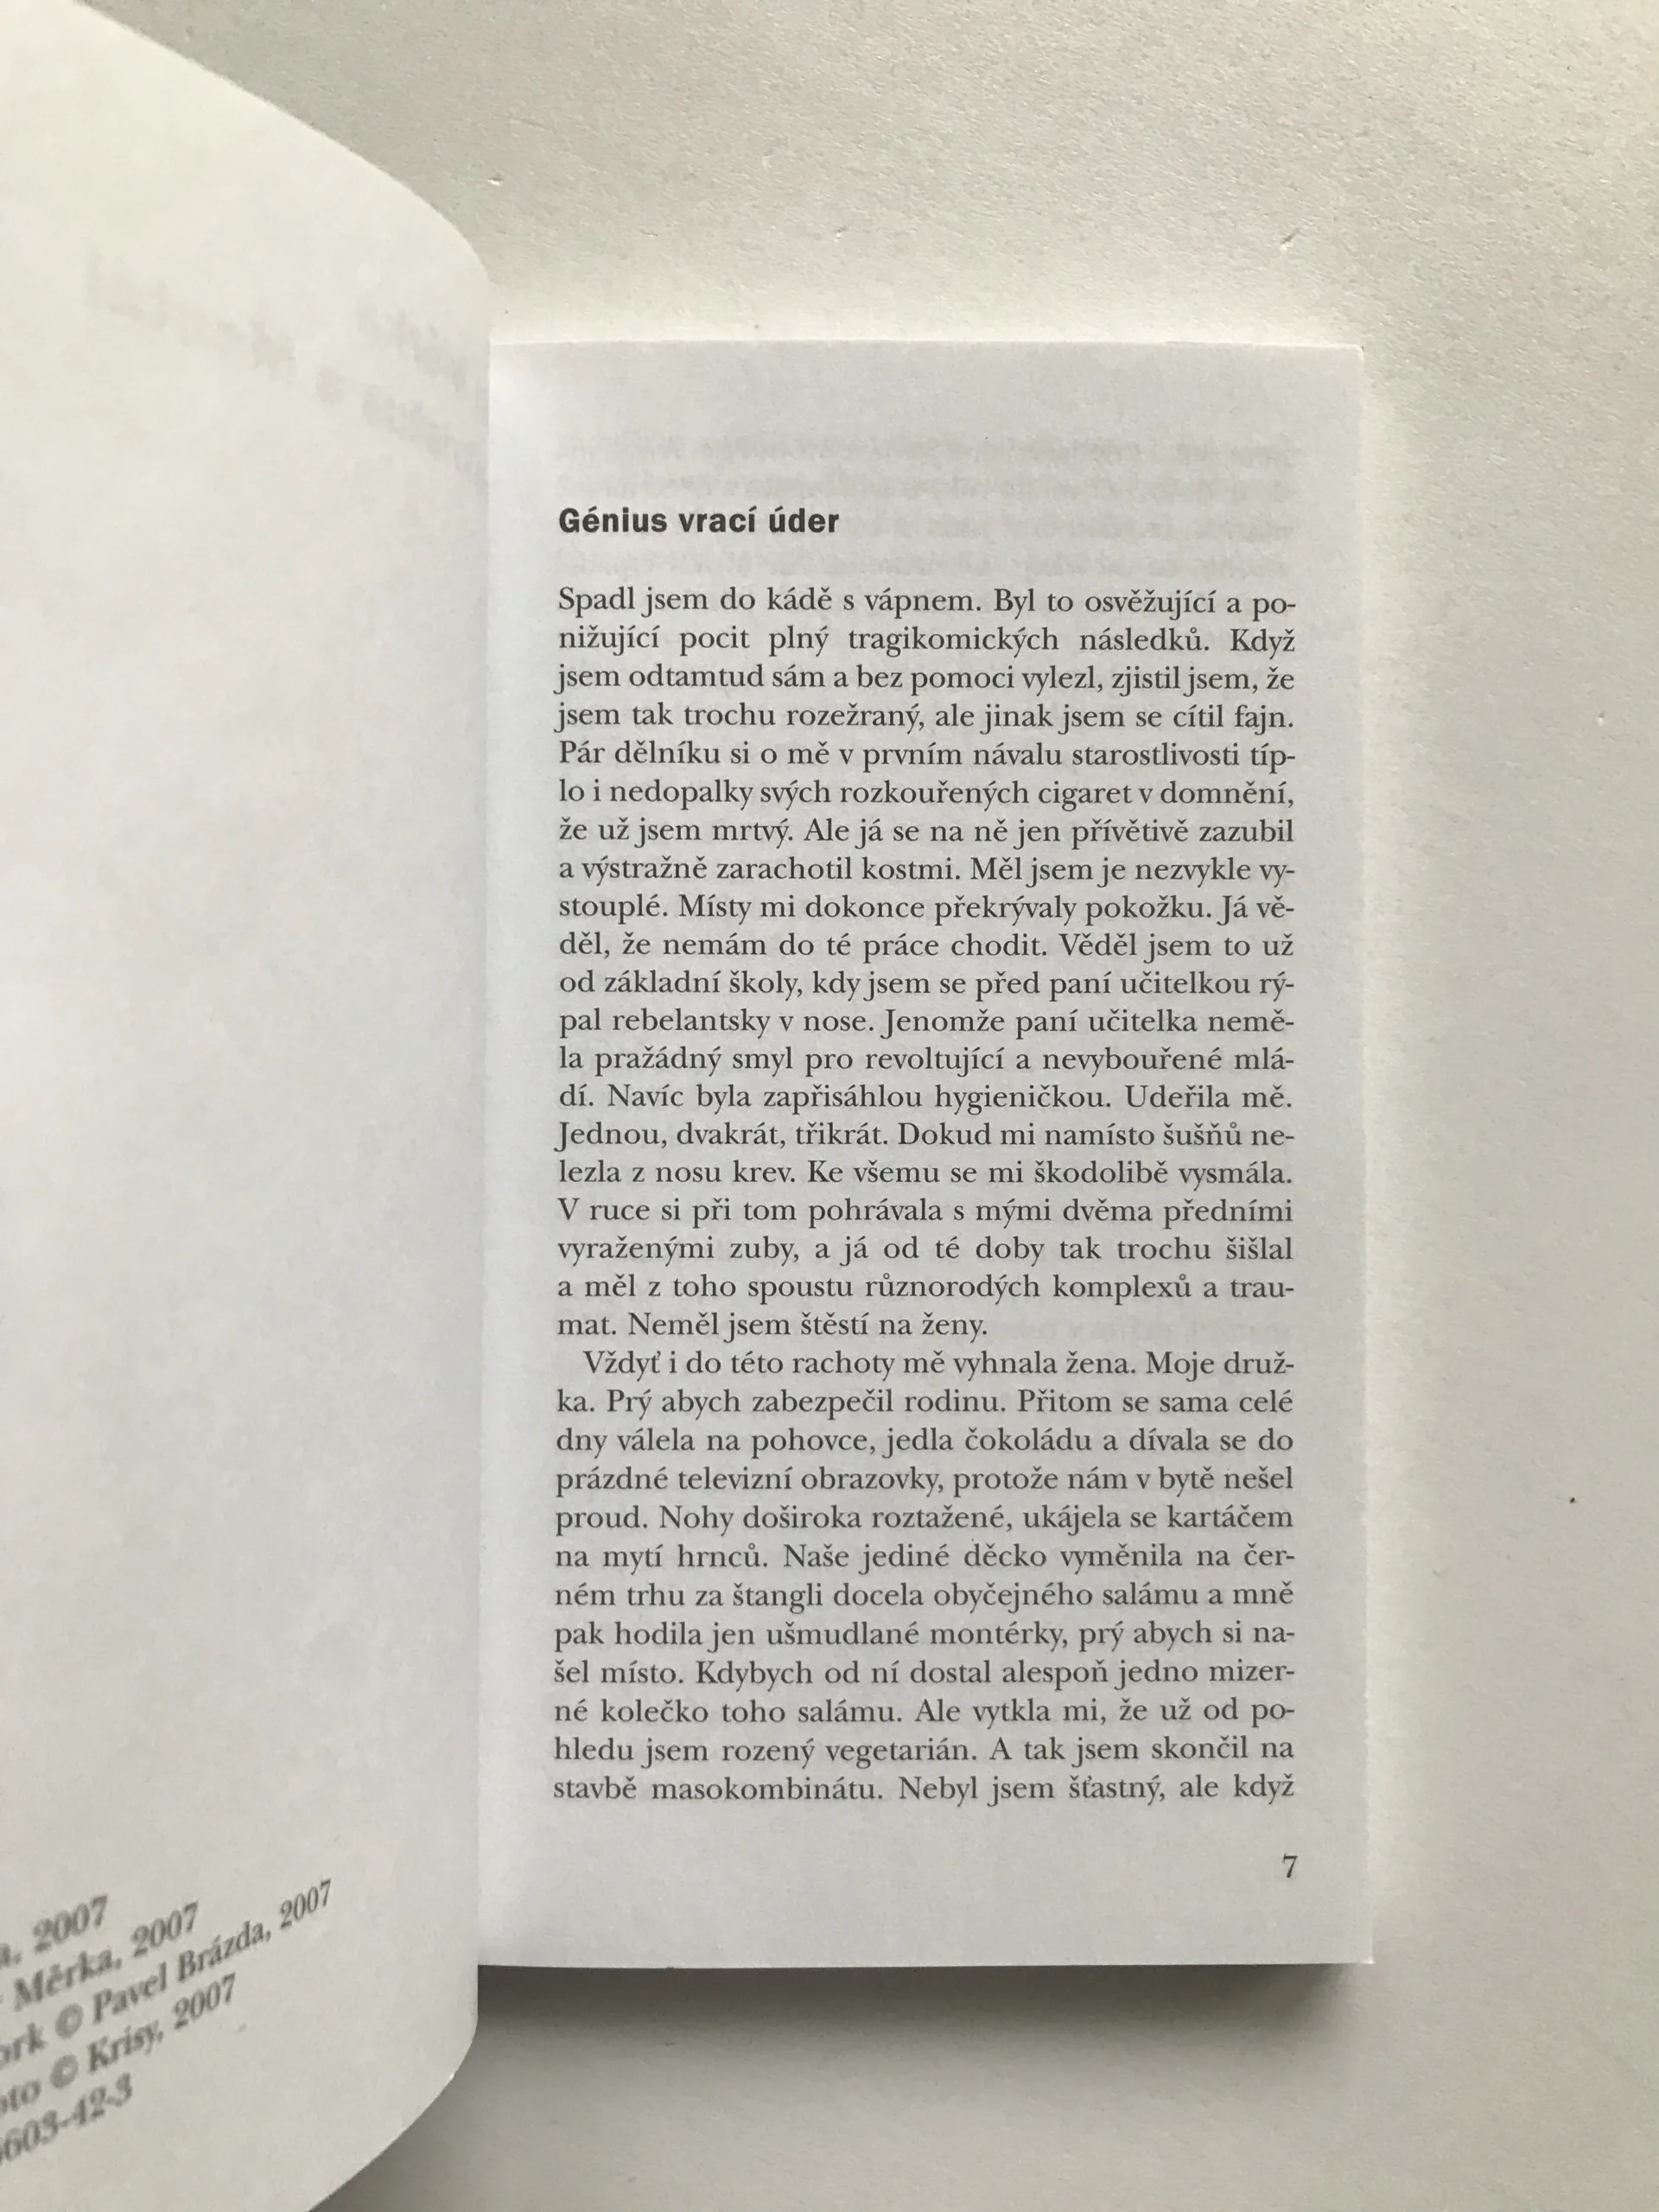 Génius vrací úder
Spadl jsem do kádě s vápnem. Byl to osvěžující a po-
nižující pocit plný tragikomických následků. Když
jsem odtamtud sám a bez pomoci vylezl, zjistil jsem, že
jsem tak trochu rozežraný, ale jinak jsem se cítil fajn.
Pár dělníku si o mě v prvním návalu starostlivosti típ-
lo i nedopalky svých rozkouřených cigaret v domnění,
že už jsem mrtvý. Ale já se na ně jen přívětivě zazubil
a výstražně zarachotil kostmi. Měl jsem je nezvykle vy-
stouplé. Místy mi dokonce překrývaly pokožku. Já vě-
děl, že nemám do té práce chodit. Věděl jsem to už
od základní školy, kdy jsem se před paní učitelkou rý-
pal rebelantsky v nose. Jenomže paní učitelka nemě-
la pražádný smyl pro revoltující a nevybouřené mlá-
dí. Navíc byla zapřisáhlou hygieničkou. Udeřila mě.
Jednou, dvakrát, třikrát. Dokud mi namísto šušňů ne-
lezla z nosu krev. Ke všemu se mi škodolibě vysmála.
V ruce si při tom pohrávala s mými dvěma předními
vyraženými zuby, a já od té doby tak trochu šišlal
a měl z toho spoustu různorodých komplexů a trau-
mat. Neměl jsem štěstí na ženy.
Vždyť i do této rachoty mě vyhnala žena. Moje druž-
ka. Prý abych zabezpečil rodinu. Přitom se sama celé
dny válela na pohovce, jedla čokoládu a dívala se do
prázdné televizní obrazovky, protože nám v bytě nešel
proud. Nohy doširoka roztažené, ukájela se kartáčem
na mytí hrnců. Naše jediné děcko vyměnila na čer-
ném trhu za štangli docela obyčejného salámu a mně
pak hodila jen ušmudlané montérky, prý abych si na-
šel místo. Kdybych od ní dostal alespoň jedno mizer-
né kolečko toho salámu. Ale vytkla mi, že už od po-
hledu jsem rozený vegetarián. A tak jsem skončil na
stavbě masokombinátu. Nebyl jsem šťastný, ale když
7
2007
Měrka, 2007
© Pavel Brázda, 2007
© Krisy, 2007
603-42-3